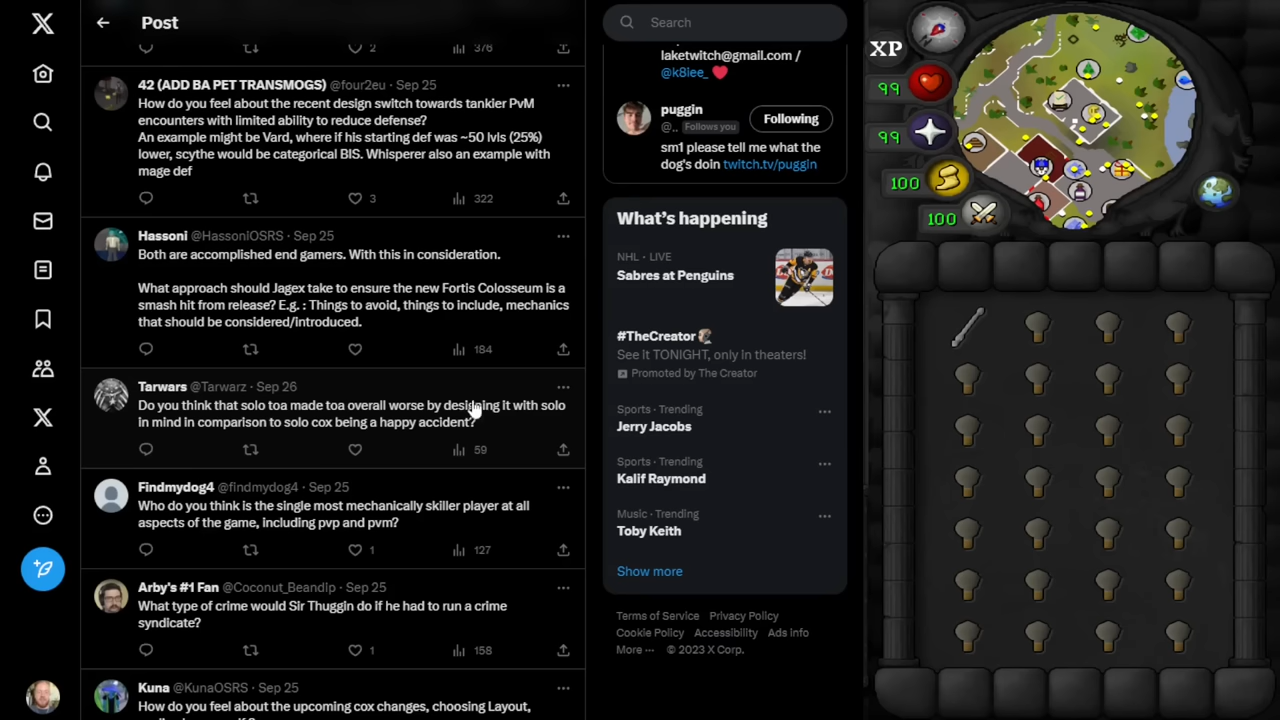 Post
2
376
42 (ADD BA PET TRANSMOGS) @four2eu · Sep 25
How do you feel about the recent design switch towards tankier PvM
encounters with limited ability to reduce defense?
An example might be Vard, where if his starting def was ~50 lvls (25%)
lower, scythe would be categorical BIS. Whisperer also an example with
mage def
3
322
Hassoni @HassoniOSRS · Sep 25
Both are accomplished end gamers. With this in consideration.
What approach should Jagex take to ensure the new Fortis Colosseum is a
smash hit from release? E.g. : Things to avoid, things to include, mechanics
that should be considered/introduced.
184
Tarwars @Tarwarz · Sep 26
Do you think that solo toa made toa overall worse by designing it with solo
in mind in comparison to solo cox being a happy accident?
59
Findmydog4 @findmydog4 · Sep 25
Who do you think is the single most mechanically skiller player at all
aspects of the game, including pvp and pvm?
1
127
Arby's #1 Fan @Coconut_Beandip · Sep 25
What type of crime would Sir Thuggin do if he had to run a crime
syndicate?
1
158
Kuna @KunaOSRS · Sep 25
How do you feel about the upcoming cox changes, choosing Layout,
Search
laketwitch@gmail.com /
@k8iee_ ❤️
puggin
@.. Follows you
Following
sm1 please tell me what the
dog's doin twitch.tv/puggin
What's happening
NHL · LIVE
Sabres at Penguins
#TheCreator
See It TONIGHT, only in theaters!
Promoted by The Creator
Sports · Trending
Jerry Jacobs
Sports · Trending
Kalif Raymond
Music · Trending
Toby Keith
Show more
Terms of Service Privacy Policy
Cookie Policy Accessibility Ads info
More ··· © 2023 X Corp.
XP
99
99
100
100